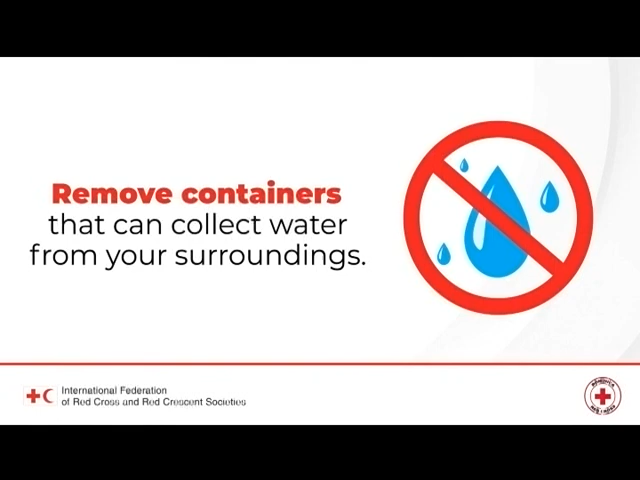 Remove containers
that can collect water
from your surroundings.
International Federation
of Red Cross and Red Crescent Societies